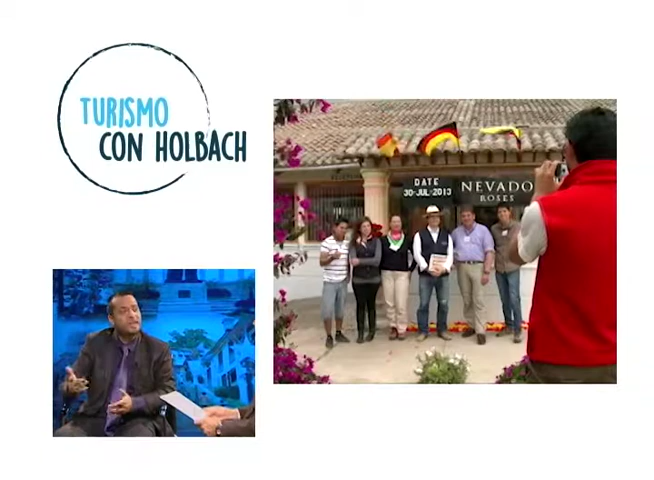 TURISMO
CON HOLBACH
DATE
30-JUL-2013
NEVADO
ROSES